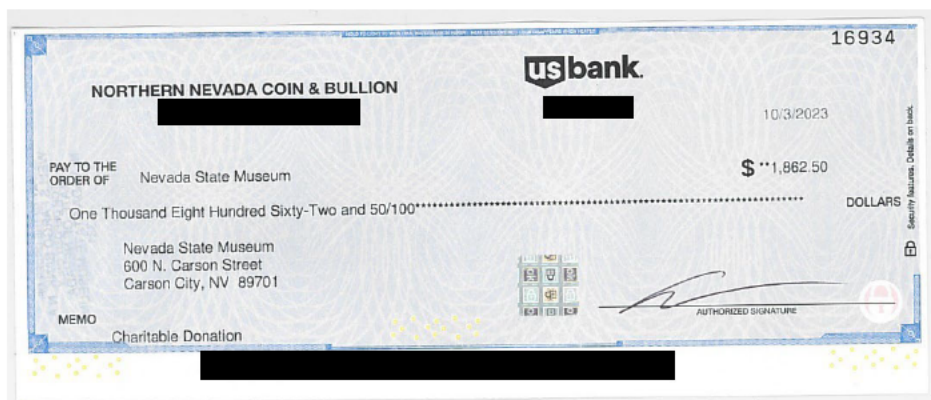 16934
NORTHERN NEVADA COIN & BULLION
usbank.
10/3/2023
PAY TO THE
ORDER OF Nevada State Museum $ **1,862.50
One Thousand Eight Hundred Sixty-Two and 50/100******************************************************************** DOLLARS
Nevada State Museum
600 N. Carson Street
Carson City, NV 89701
AUTHORIZED SIGNATURE
MEMO
Charitable Donation
Security features. Details on back.